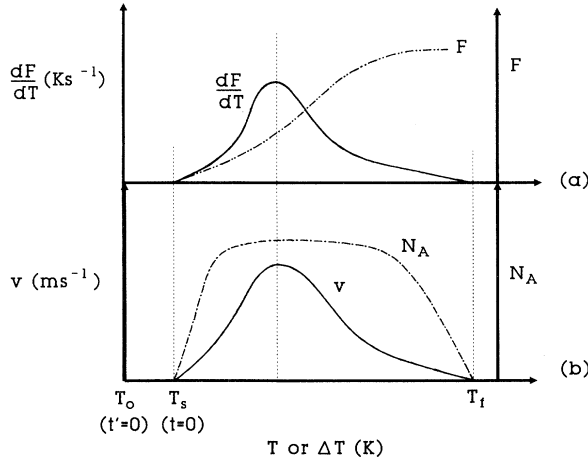 dF/dT (Ks⁻¹)
dF/dT
F
F
(a)
v (ms⁻¹)
N_A
v
N_A
(b)
T_o
T_s
T_f
(t'=0)
(t=0)
T or ΔT (K)